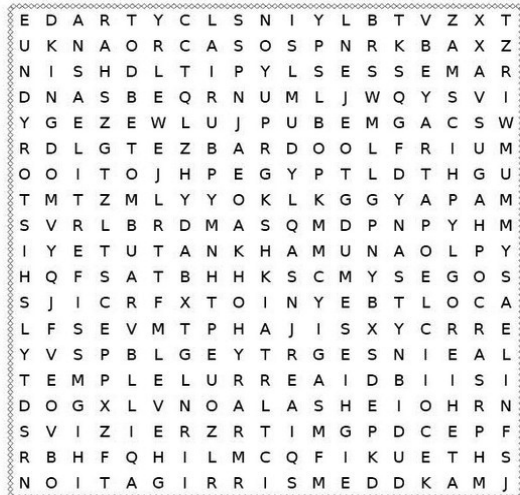 E D A R T Y C L S N I Y L B T V Z X T
U K N A O R C A S O S P N R K B A X Z
N I S H D L T I P Y L S E S S E M A R
D N A S B E Q R N U M L J W Q Y S V I
Y G E Z E W L U J P U B E M G A C S W
R D L G T E Z B A R D O O L F R I U M
O O I T O J H P E G Y P T L D T H G U
T M T Z M L Y Y O K L K G G Y A P A M
S V R L B R D M A S Q M D P N P Y H M
I Y E T U T A N K H A M U N A O L P Y
H Q F S A T B H H K S C M Y S E G O S
S J I C R F X T O I N Y E B T L O C A
L F S E V M T P H A J I S X Y C R R E
Y V S P B L G E Y T R G E S N I E A L
T E M P L E L U R R E A I D B I I S I
D O G X L V N O A L A S H E I O H R N
S V I Z I E R Z R T I M G P D C E P F
R B H F Q H I L M C Q F I K U E T H S
N O I T A G I R R I S M E D D K A M J